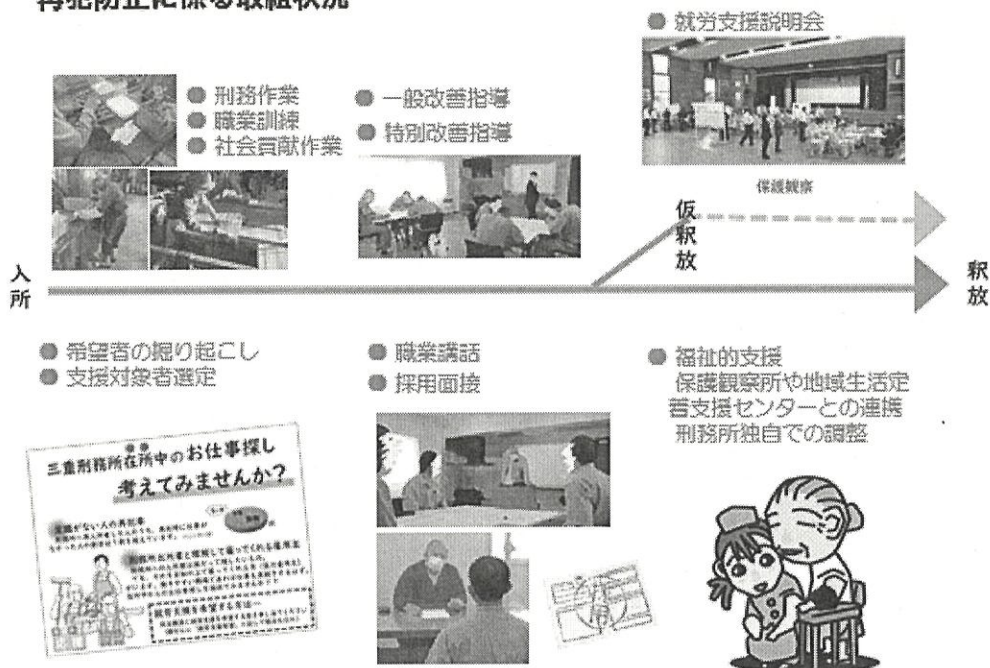 再犯防止に係る取組状況
● 就労支援説明会
● 刑務作業
● 職業訓練
● 社会貢献作業
● 一般改善指導
● 特別改善指導
保護観察
仮釈放
入所
釈放
● 希望者の掘り起こし
● 支援対象者選定
● 職業講話
● 採用面接
● 福祉的支援
保護観察所や地域生活定
着支援センターとの連携
刑務所独自での調整
三重刑務所在所中のお仕事探し
考えてみませんか?